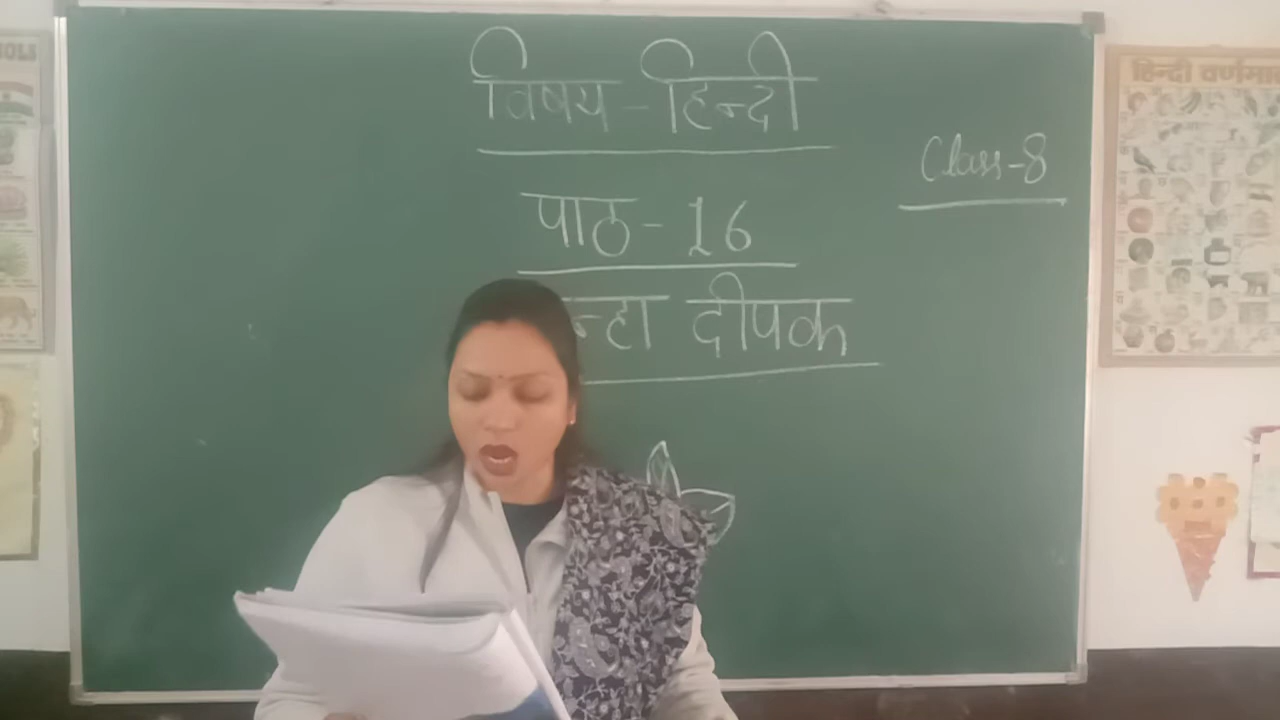 विषय - हिन्दी
Class-8
पाठ - 16
न्हा दीपक
हिन्दी वर्णमा